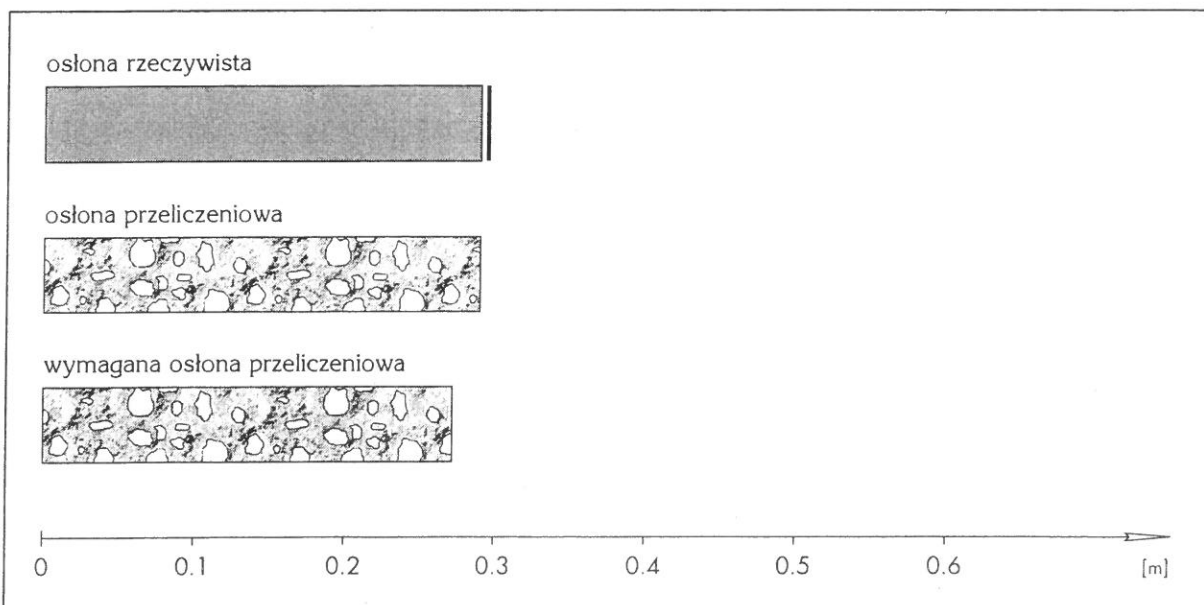 osłona rzeczywista
osłona przeliczeniowa
wymagana osłona przeliczeniowa
0 0.1 0.2 0.3 0.4 0.5 0.6 [m]